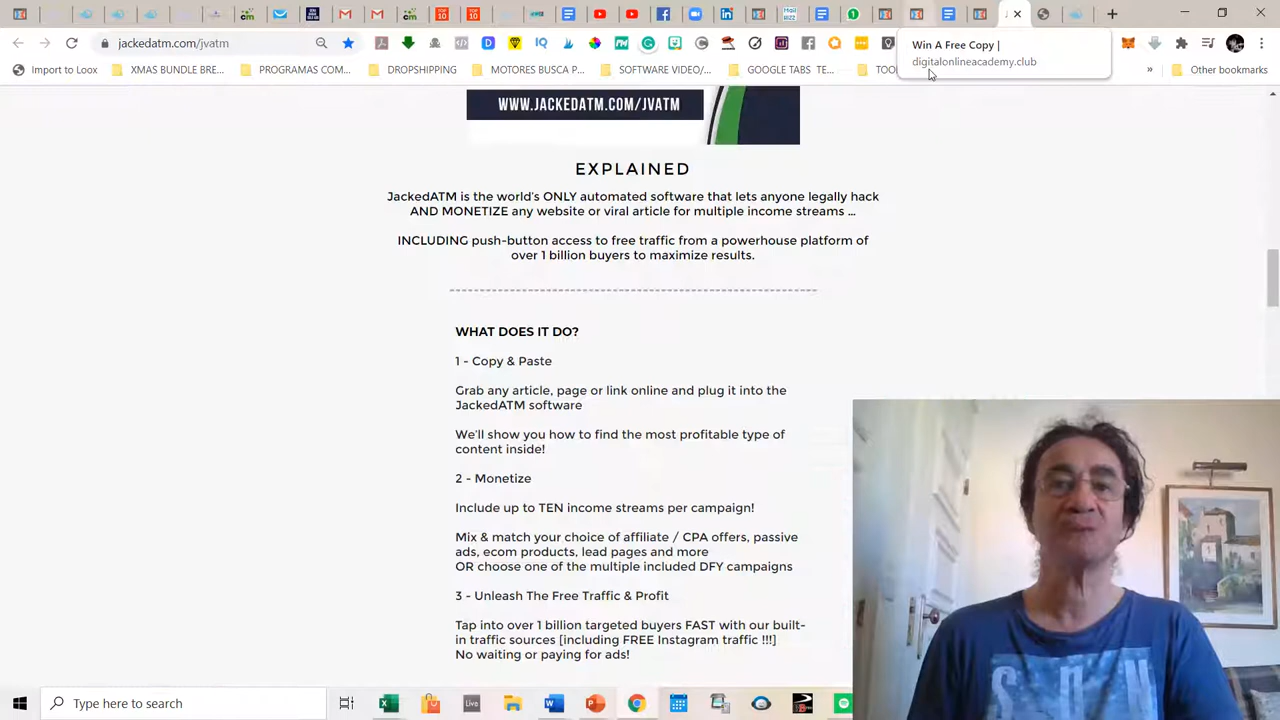 jackedatm.com/jvatm
Win A Free Copy |
digitalonlineacademy.club
Import to Loox
XMAS BUNDLE BRE...
PROGRAMAS COM...
DROPSHIPPING
MOTORES BUSCA P...
SOFTWARE VIDEO/...
GOOGLE TABS TE...
TOO
»
Other bookmarks
WWW.JACKEDATM.COM/JVATM
EXPLAINED
JackedATM is the world's ONLY automated software that lets anyone legally hack
AND MONETIZE any website or viral article for multiple income streams ...
INCLUDING push-button access to free traffic from a powerhouse platform of
over 1 billion buyers to maximize results.
WHAT DOES IT DO?
1 - Copy & Paste
Grab any article, page or link online and plug it into the
JackedATM software
We'll show you how to find the most profitable type of
content inside!
2 - Monetize
Include up to TEN income streams per campaign!
Mix & match your choice of affiliate / CPA offers, passive
ads, ecom products, lead pages and more
OR choose one of the multiple included DFY campaigns
3 - Unleash The Free Traffic & Profit
Tap into over 1 billion targeted buyers FAST with our built-
in traffic sources [including FREE Instagram traffic !!!]
No waiting or paying for ads!
Type here to search